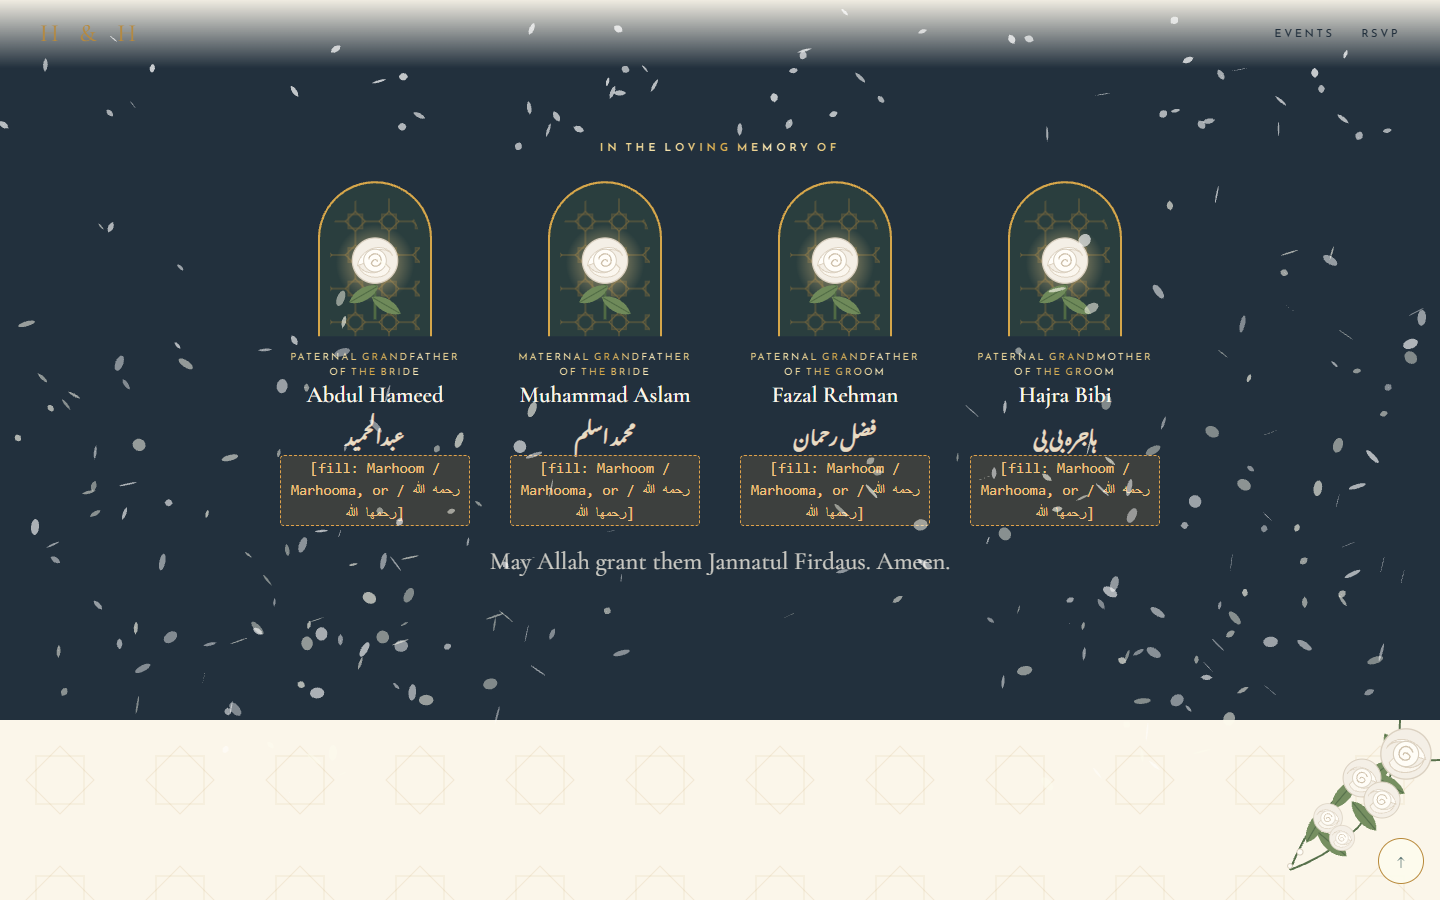 H & H
EVENTS RSVP
IN THE LOVING MEMORY OF
PATERNAL GRANDFATHER
OF THE BRIDE
Abdul Hameed
عبدالحمید
[fill: Marhoom /
Marhooma, or / رحمه الله
رحمها الله]
MATERNAL GRANDFATHER
OF THE BRIDE
Muhammad Aslam
محمد اسلم
[fill: Marhoom /
Marhooma, or / رحمه الله
رحمها الله]
PATERNAL GRANDFATHER
OF THE GROOM
Fazal Rehman
فضل رحمان
[fill: Marhoom /
Marhooma, or / رحمه الله
رحمها الله]
PATERNAL GRANDMOTHER
OF THE GROOM
Hajra Bibi
ہاجرہ بی بی
[fill: Marhoom /
Marhooma, or / رحمه الله
رحمها الله]
May Allah grant them Jannatul Firdaus. Ameen.
↑